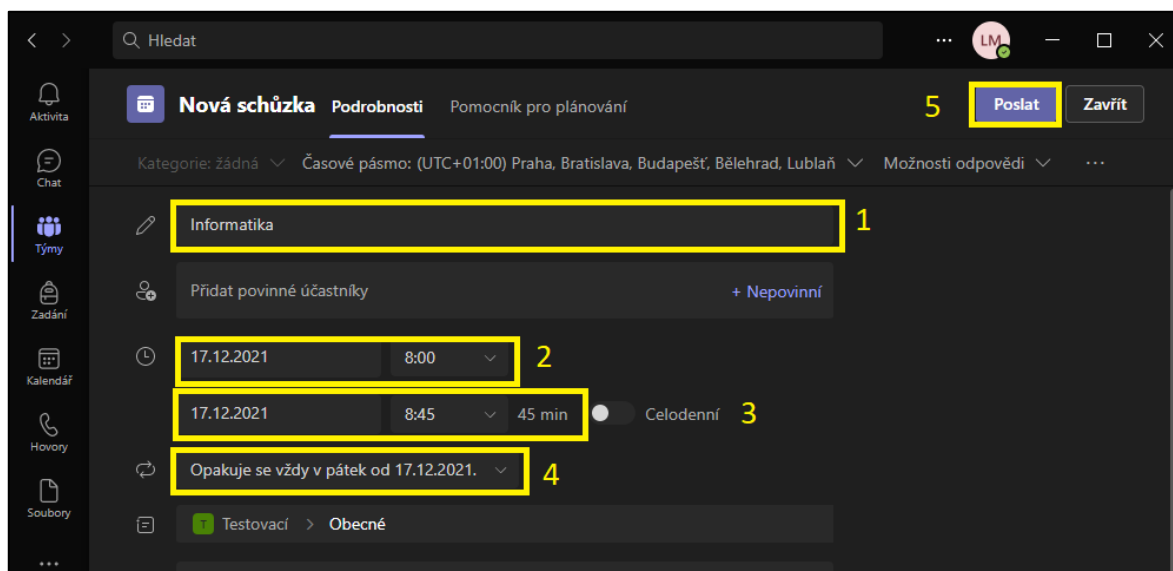 Hledat
LM
Aktivita
Chat
Týmy
Zadání
Kalendář
Hovory
Soubory
Nová schůzka Podrobnosti Pomocník pro plánování 5 Poslat Zavřít
Kategorie: žádná Časové pásmo: (UTC+01:00) Praha, Bratislava, Budapešť, Bělehrad, Lublaň Možnosti odpovědi ...
Informatika 1
Přidat povinné účastníky + Nepovinní
17.12.2021 8:00 2
17.12.2021 8:45 45 min Celodenní 3
Opakuje se vždy v pátek od 17.12.2021. 4
T Testovací > Obecné